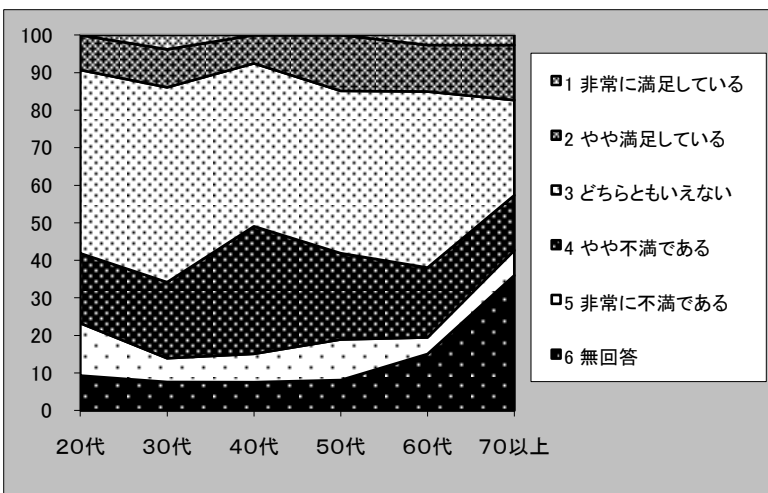 100
90
80
70
60
50
40
30
20
10
0
20代 30代 40代 50代 60代 70以上
1 非常に満足している
2 やや満足している
3 どちらともいえない
4 やや不満である
5 非常に不満である
6 無回答